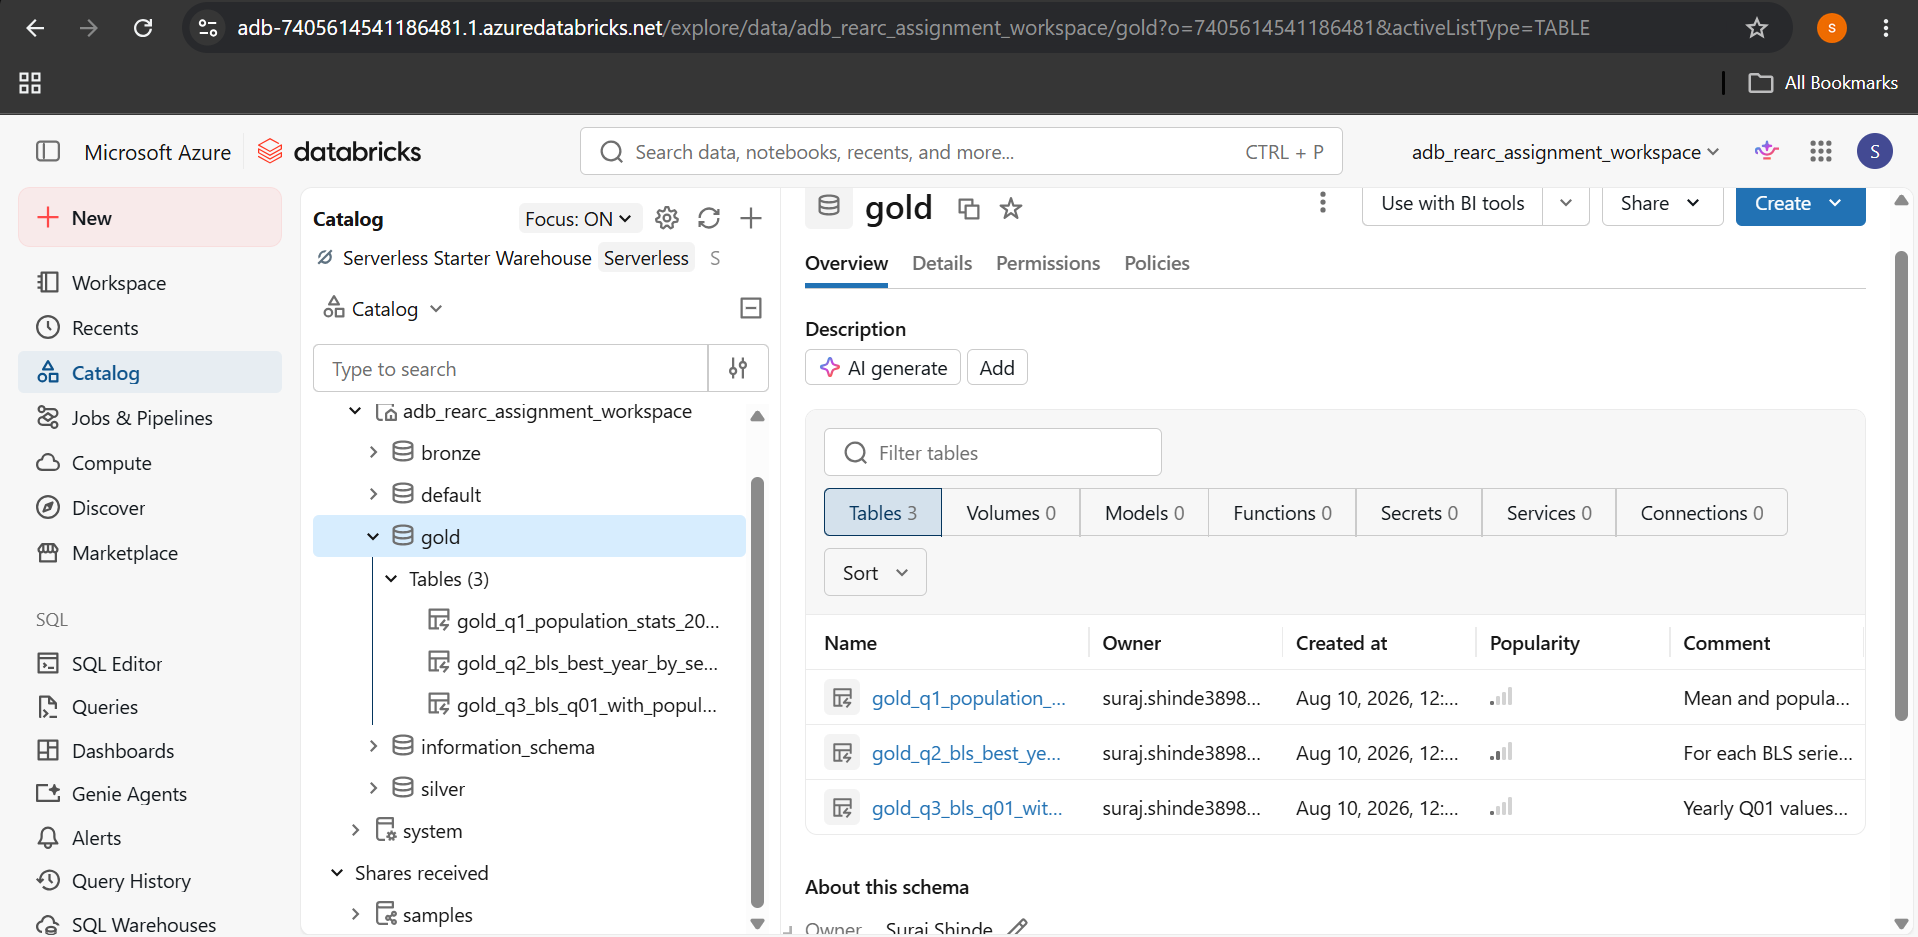 adb-7405614541186481.1.azuredatabricks.net/explore/data/adb_rearc_assignment_workspace/gold?o=7405614541186481&activeListType=TABLE
S
All Bookmarks
Microsoft Azure
databricks
Search data, notebooks, recents, and more...
CTRL + P
adb_rearc_assignment_workspace
S
New
Workspace
Recents
Catalog
Jobs & Pipelines
Compute
Discover
Marketplace
SQL
SQL Editor
Queries
Dashboards
Genie Agents
Alerts
Query History
SQL Warehouses
Catalog
Focus: ON
Serverless Starter Warehouse Serverless S
Catalog
Type to search
adb_rearc_assignment_workspace
bronze
default
gold
Tables (3)
gold_q1_population_stats_20...
gold_q2_bls_best_year_by_se...
gold_q3_bls_q01_with_popul...
information_schema
silver
system
Shares received
samples
gold
Use with BI tools
Share
Create
Overview Details Permissions Policies
Description
AI generate
Add
Filter tables
Tables 3 Volumes 0 Models 0 Functions 0 Secrets 0 Services 0 Connections 0
Sort
Name Owner Created at Popularity Comment
gold_q1_population_... suraj.shinde3898... Aug 10, 2026, 12:... Mean and popula...
gold_q2_bls_best_ye... suraj.shinde3898... Aug 10, 2026, 12:... For each BLS serie...
gold_q3_bls_q01_wit... suraj.shinde3898... Aug 10, 2026, 12:... Yearly Q01 values...
About this schema
Owner Suraj Shinde